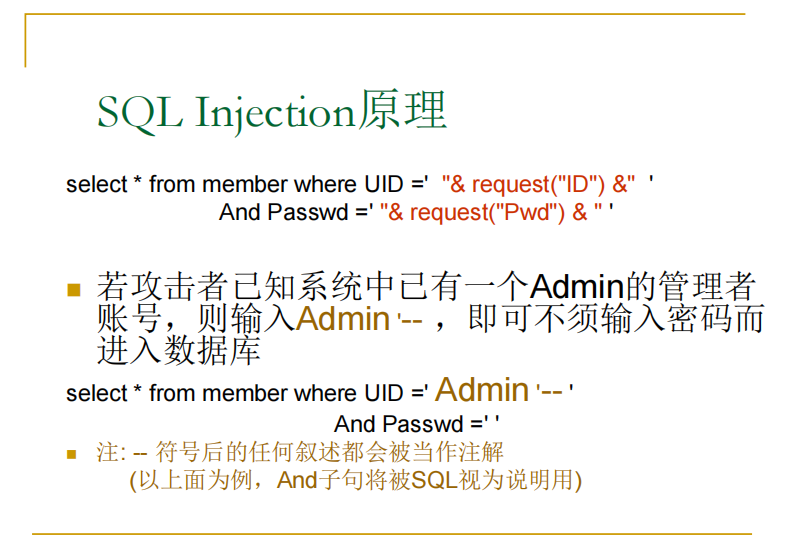 SQL Injection原理
select * from member where UID =' "& request("ID") &" '
And Passwd =' "& request("Pwd") & " '
■ 若攻击者已知系统中已有一个Admin的管理者
账号，则输入Admin '-- ，即可不须输入密码而
进入数据库
select * from member where UID =' Admin '-- '
And Passwd =' '
■ 注: -- 符号后的任何叙述都会被当作注解
(以上面为例，And子句将被SQL视为说明用)